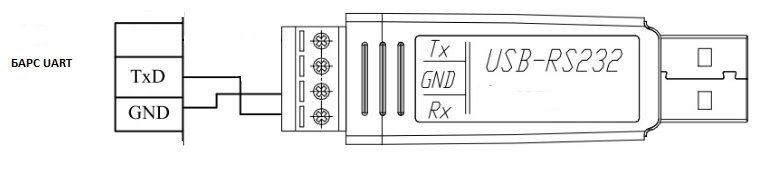 БАРС UART
TxD
GND
Tx
GND
Rx
USB-RS232